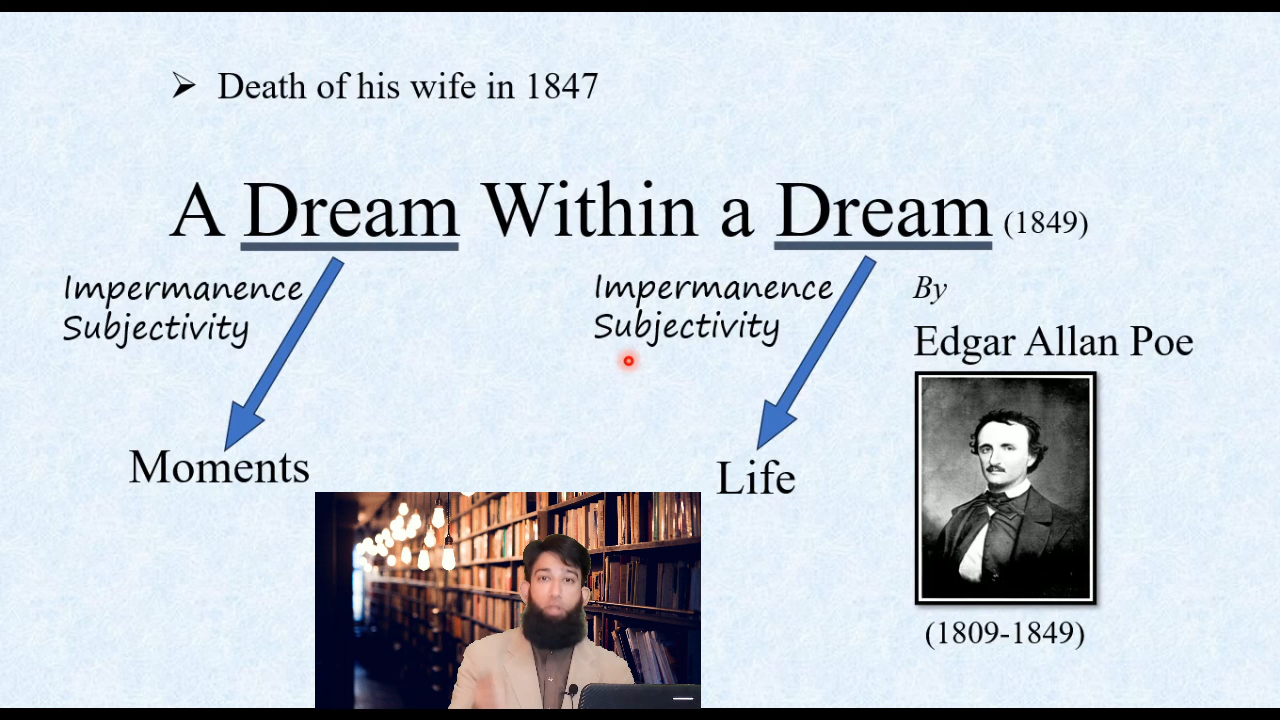 ➢ Death of his wife in 1847
A Dream Within a Dream (1849)
Impermanence
Subjectivity
Impermanence
Subjectivity
By
Edgar Allan Poe
Moments
Life
(1809-1849)